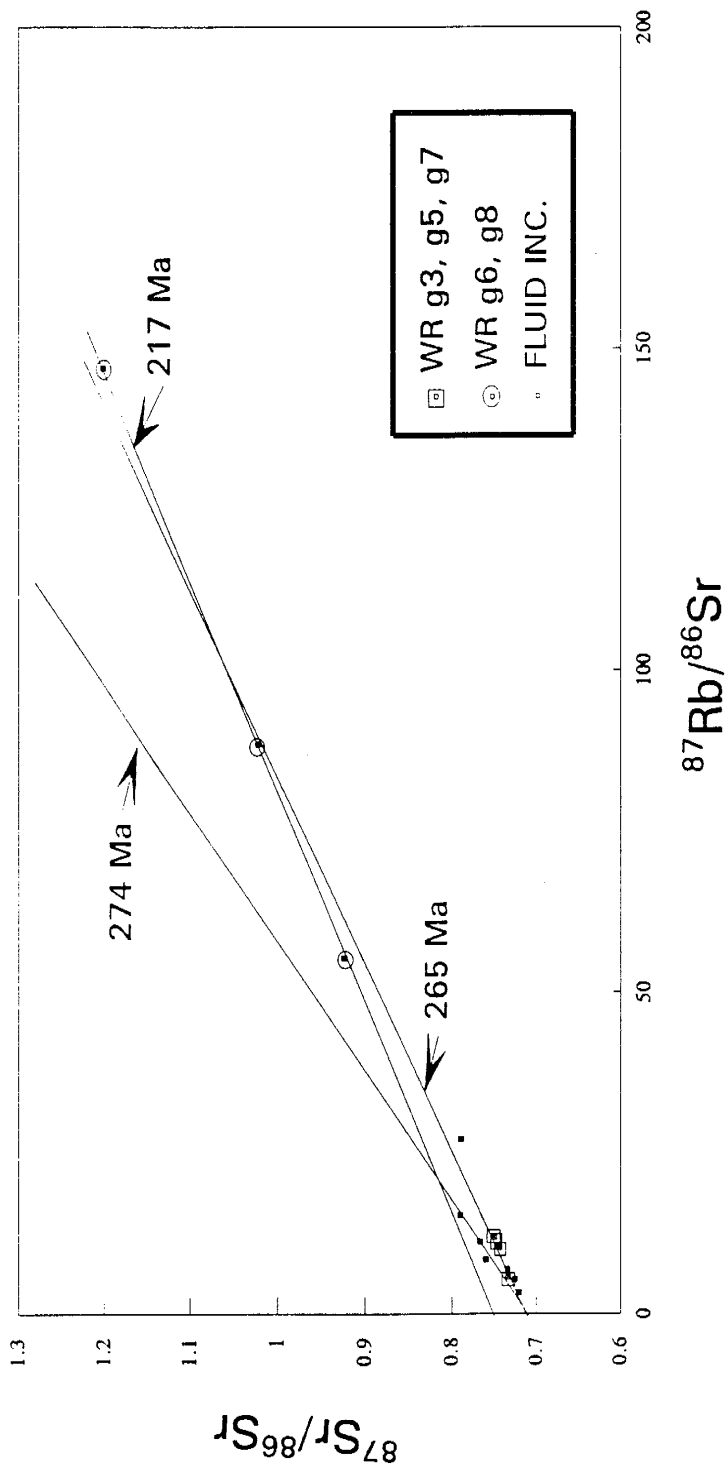 1.3
1.2
1.1
1
0.9
0.8
0.7
0.6
⁸⁷Sr/⁸⁶Sr
274 Ma
217 Ma
265 Ma
WR g3, g5, g7
WR g6, g8
FLUID INC.
0
50
100
150
200
⁸⁷Rb/⁸⁶Sr